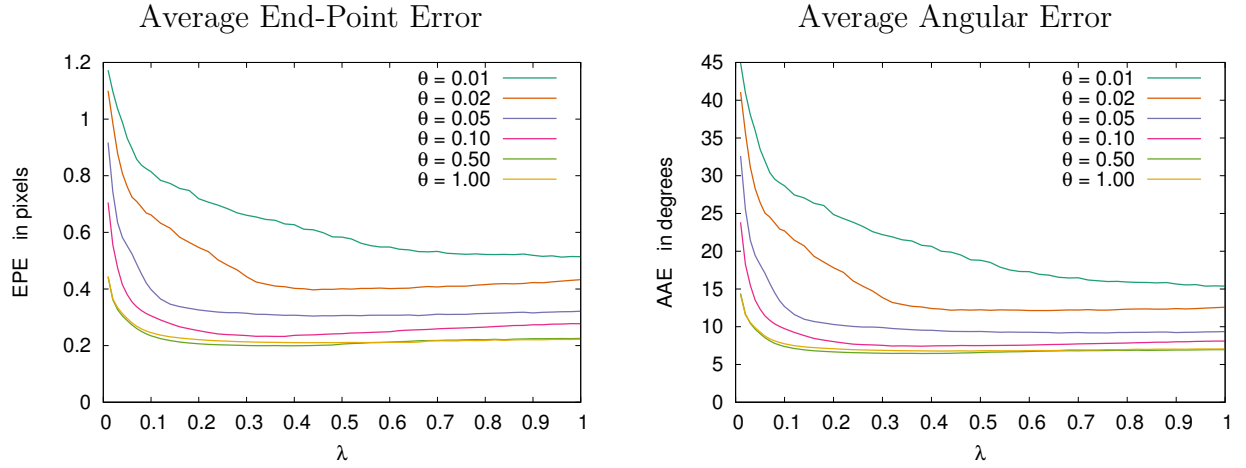 Average End-Point Error
EPE in pixels
1.2
1
0.8
0.6
0.4
0.2
0
θ = 0.01
θ = 0.02
θ = 0.05
θ = 0.10
θ = 0.50
θ = 1.00
0 0.1 0.2 0.3 0.4 0.5 0.6 0.7 0.8 0.9 1
λ
Average Angular Error
AAE in degrees
45
40
35
30
25
20
15
10
5
0
θ = 0.01
θ = 0.02
θ = 0.05
θ = 0.10
θ = 0.50
θ = 1.00
0 0.1 0.2 0.3 0.4 0.5 0.6 0.7 0.8 0.9 1
λ